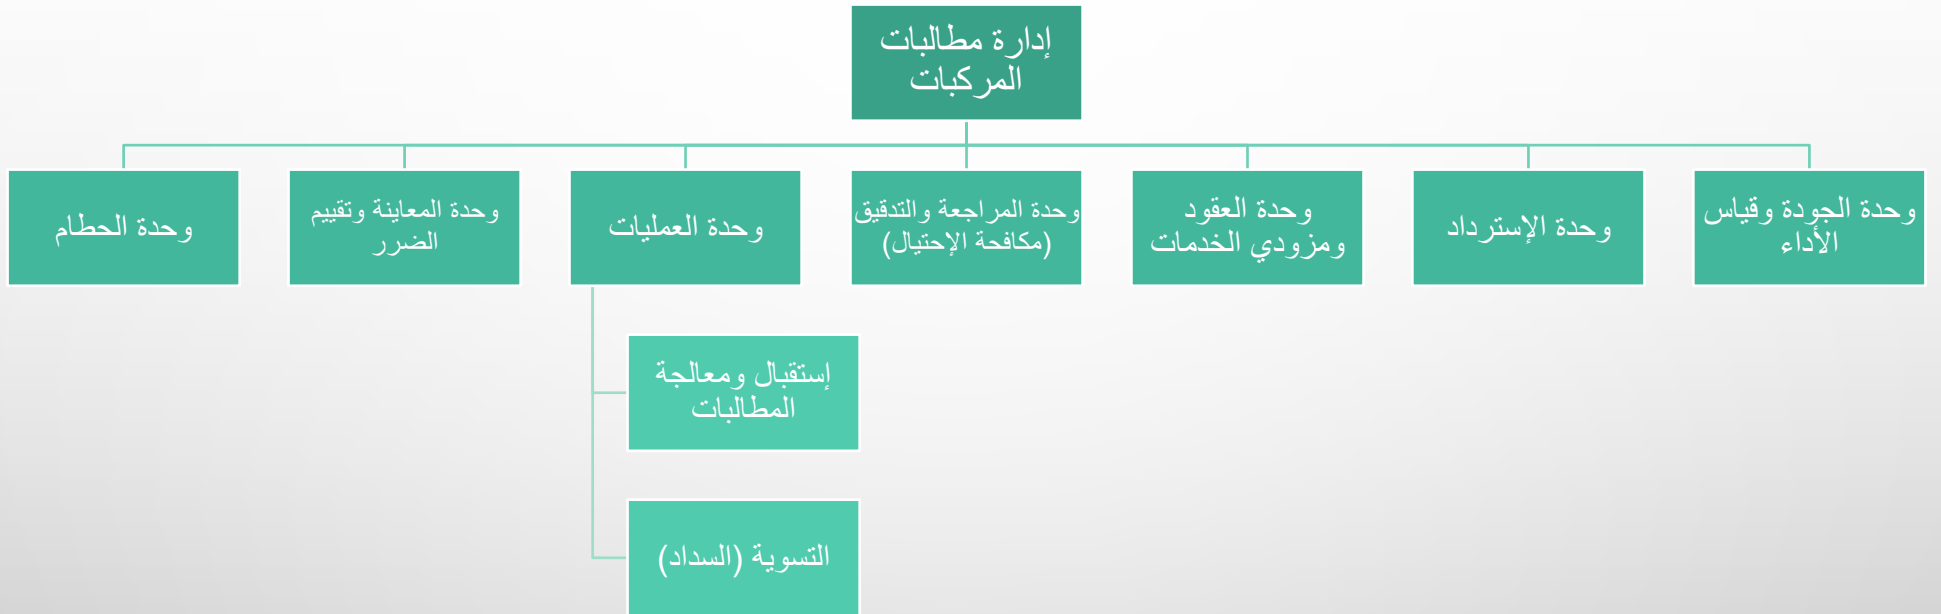 إدارة مطالبات
المركبات
وحدة الجودة وقياس
الأداء
وحدة الإسترداد
وحدة العقود
ومزودي الخدمات
وحدة المراجعة والتدقيق
(مكافحة الإحتيال)
وحدة العمليات
وحدة المعاينة وتقييم
الضرر
وحدة الحطام
إستقبال ومعالجة
المطالبات
التسوية (السداد)